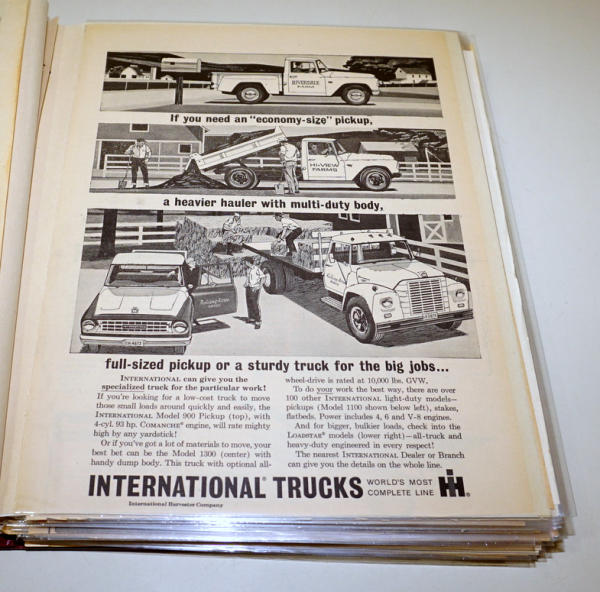 RIVERSIDE
FARM
If you need an "economy-size" pickup,
HI-VIEW
FARMS
a heavier hauler with multi-duty body,
full-sized pickup or a sturdy truck for the big jobs...
INTERNATIONAL can give you the
specialized truck for the particular work!
If you're looking for a low-cost truck to move
those small loads around quickly and easily, the
INTERNATIONAL Model 900 Pickup (top), with
4-cyl. 93 hp. COMANCHE® engine, will rate mighty
high by any yardstick!
Or if you've got a lot of materials to move, your
best bet can be the Model 1300 (center) with
handy dump body. This truck with optional all-
wheel-drive is rated at 10,000 lbs. GVW.
To do your work the best way, there are over
100 other INTERNATIONAL light-duty models—
pickups (Model 1100 shown below left), stakes,
flatbeds. Power includes 4, 6 and V-8 engines.
And for bigger, bulkier loads, check into the
LOADSTAR® models (lower right)—all-truck and
heavy-duty engineered in every respect!
The nearest INTERNATIONAL Dealer or Branch
can give you the details on the whole line.
INTERNATIONAL® TRUCKS
WORLD'S MOST
COMPLETE LINE IH®
International Harvester Company